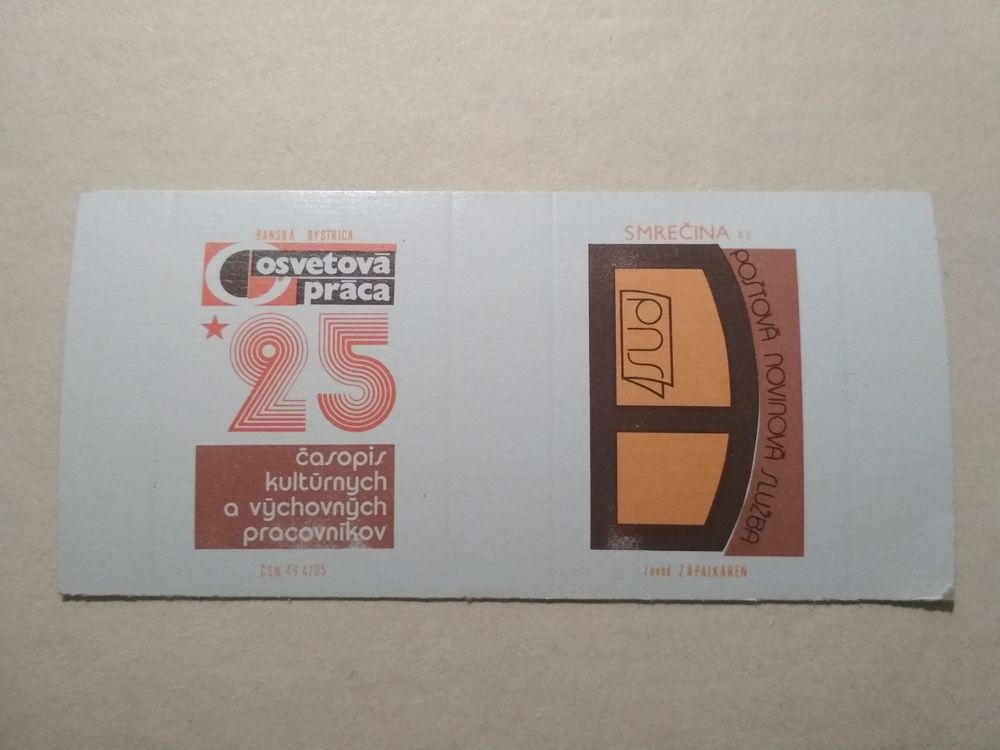 BANSKÁ BYSTRICA
osvetová
práca
★25
časopis
kultúrnych
a výchovných
pracovníkov
ČSN 49 4705
SMREČINA n.p.
pns
POŠTOVÁ NOVINOVÁ SLUŽBA
závod ZÁPALKÁREŇ